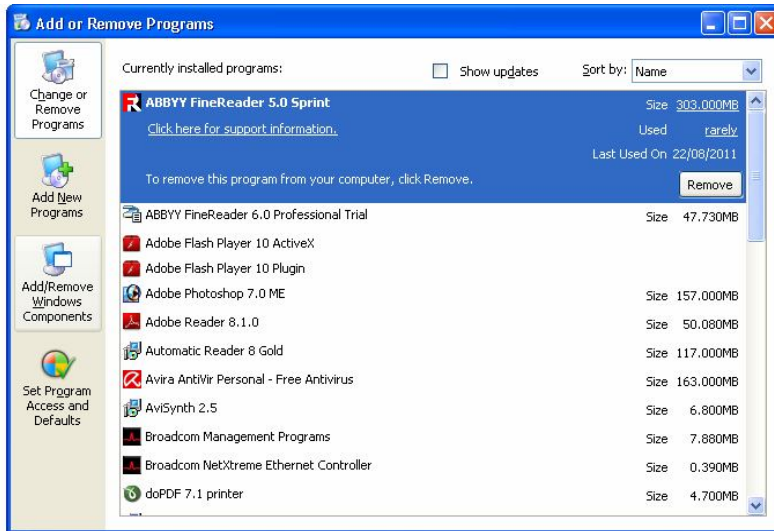 Add or Remove Programs
Change or
Remove
Programs
Add New
Programs
Add/Remove
Windows
Components
Set Program
Access and
Defaults
Currently installed programs:
Show updates
Sort by: Name
ABBYY FineReader 5.0 Sprint Size 303.000MB
Click here for support information. Used rarely
Last Used On 22/08/2011
To remove this program from your computer, click Remove. Remove
ABBYY FineReader 6.0 Professional Trial Size 47.730MB
Adobe Flash Player 10 ActiveX
Adobe Flash Player 10 Plugin
Adobe Photoshop 7.0 ME Size 157.000MB
Adobe Reader 8.1.0 Size 50.080MB
Automatic Reader 8 Gold Size 117.000MB
Avira AntiVir Personal - Free Antivirus Size 163.000MB
AviSynth 2.5 Size 6.800MB
Broadcom Management Programs Size 7.880MB
Broadcom NetXtreme Ethernet Controller Size 0.390MB
doPDF 7.1 printer Size 4.700MB